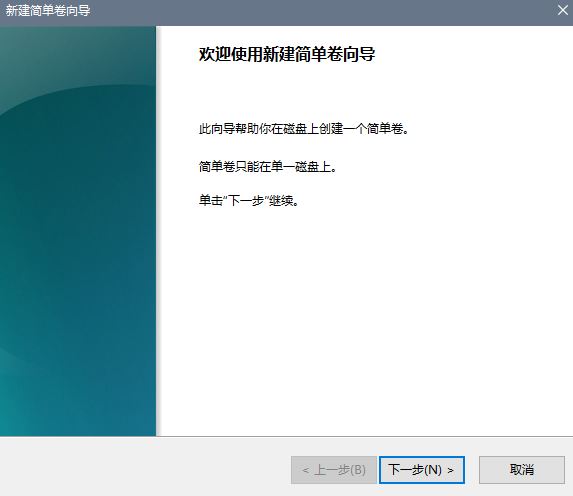 新建简单卷向导
欢迎使用新建简单卷向导
此向导帮助你在磁盘上创建一个简单卷。
简单卷只能在单一磁盘上。
单击"下一步"继续。
< 上一步(B)
下一步(N) >
取消